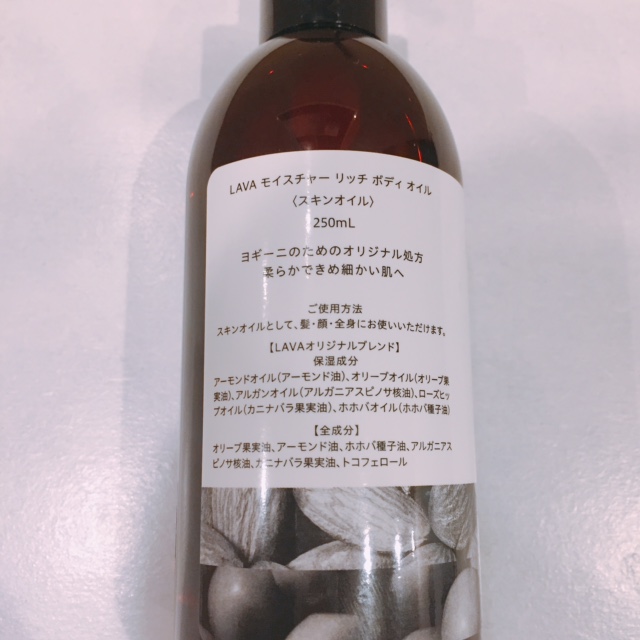 LAVA モイスチャー リッチ ボディ オイル
〈スキンオイル〉
250mL
ヨギーニのためのオリジナル処方
柔らかできめ細かい肌へ
ご使用方法
スキンオイルとして、髪・顔・全身にお使いいただけます。
【LAVAオリジナルブレンド】
保湿成分
アーモンドオイル(アーモンド油)、オリーブオイル(オリーブ果
実油)、アルガンオイル(アルガニアスピノサ核油)、ローズヒッ
プオイル(カニナバラ果実油)、ホホバオイル(ホホバ種子油)
【全成分】
オリーブ果実油、アーモンド油、ホホバ種子油、アルガニアス
ピノサ核油、カニナバラ果実油、トコフェロール